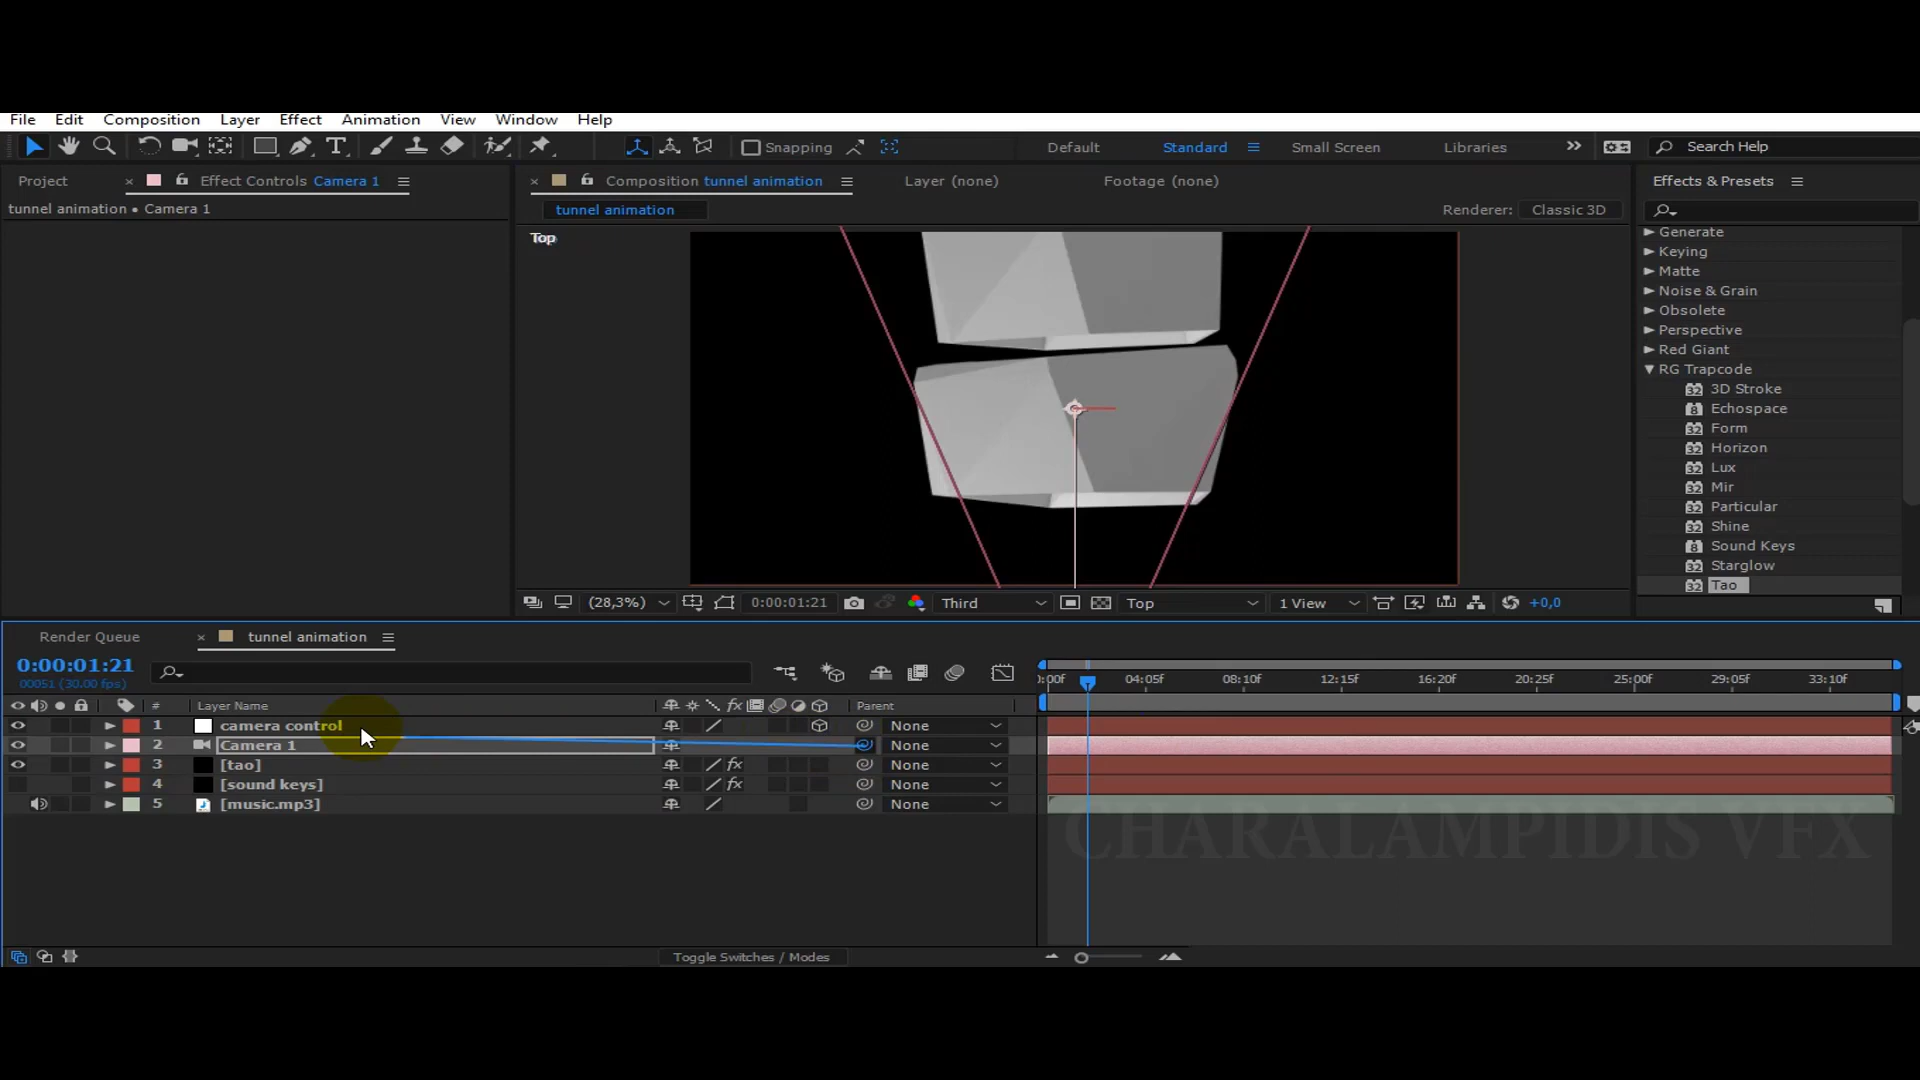 File Edit Composition Layer Effect Animation View Window Help
Snapping Default Standard Small Screen Libraries Search Help
Project Effect Controls Camera 1 Composition tunnel animation Layer (none) Footage (none) Effects & Presets
tunnel animation • Camera 1 tunnel animation Renderer: Classic 3D
Top
Generate
Keying
Matte
Noise & Grain
Obsolete
Perspective
Red Giant
RG Trapcode
3D Stroke
Echospace
Form
Horizon
Lux
Mir
Particular
Shine
Sound Keys
Starglow
Tao
(28,3%) 0:00:01:21 Third Top 1 View +0,0
Render Queue tunnel animation
0:00:01:21
00051 (30.00 fps)
:00f 04:05f 08:10f 12:15f 16:20f 20:25f 25:00f 29:05f 33:10f
# Layer Name Parent
1 camera control None
2 Camera 1 None
3 [tao] fx None
4 [sound keys] fx None
5 [music.mp3] None
CHARALAMPIDIS VFX
Toggle Switches / Modes